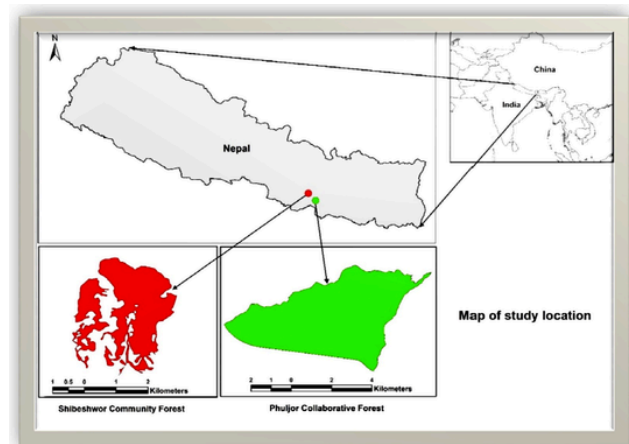 N
China
India
Nepal
Map of study location
1 0.5 0 1 2
Kilometers
Shibeshwor Community Forest
2 1 0 2 4
Kilometers
Phuljor Collaborative Forest